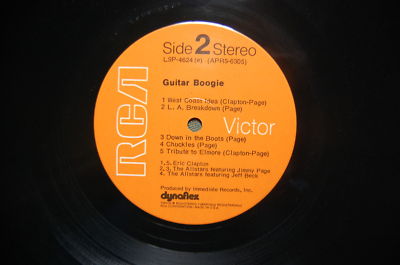 Side 2 Stereo
LSP-4624(e) (APRS-6305)
Guitar Boogie
1 West Coast Idea (Clapton-Page)
2 L. A. Breakdown (Page)
RCA Victor
3 Down in the Boots (Page)
4 Chuckles (Page)
5 Tribute to Elmore (Clapton-Page)
1, 5. Eric Clapton
2, 3. The Allstars featuring Jimmy Page
4. The Allstars featuring Jeff Beck
Produced by Immediate Records, Inc.
dynaflex